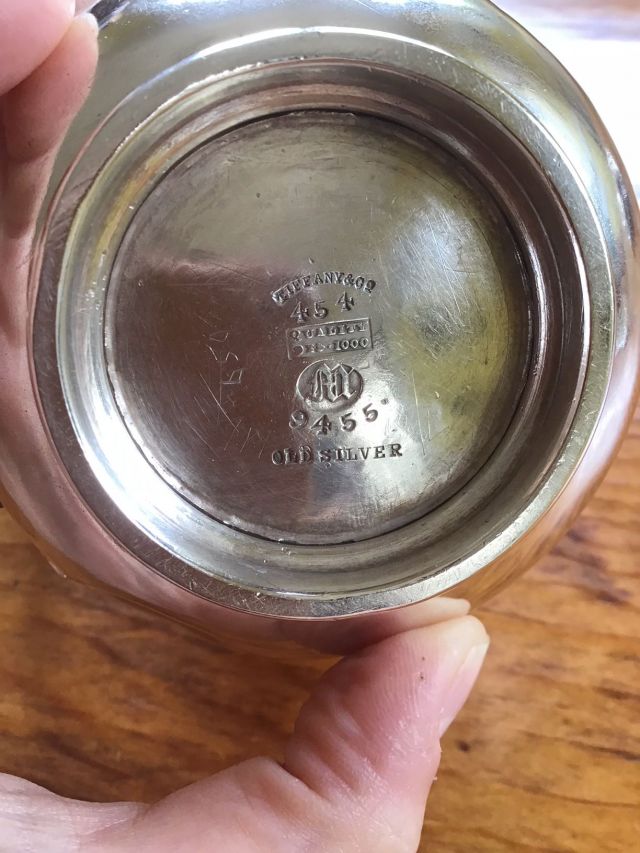 TIFFANY & CO
454
QUALITY
925-1000
M
9455
OLD SILVER